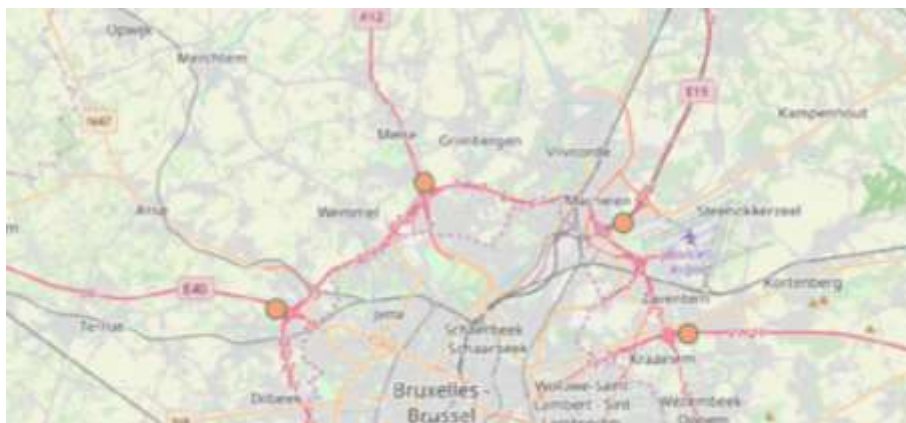 A12
Opwijk
Merchtem
E19
N47
Kampenhout
Meise
Grimbergen
Vilvoorde
Asse
Wemmel
Machelen
Steenokkerzeel
E40
Zaventem
Kortenberg
Jette
Schaerbeek
Schaarbeek
Kraainem
Dilbeek
Bruxelles -
Brussel
Woluwe-Saint-
Lambert - Sint
Wezembeek
Oppem